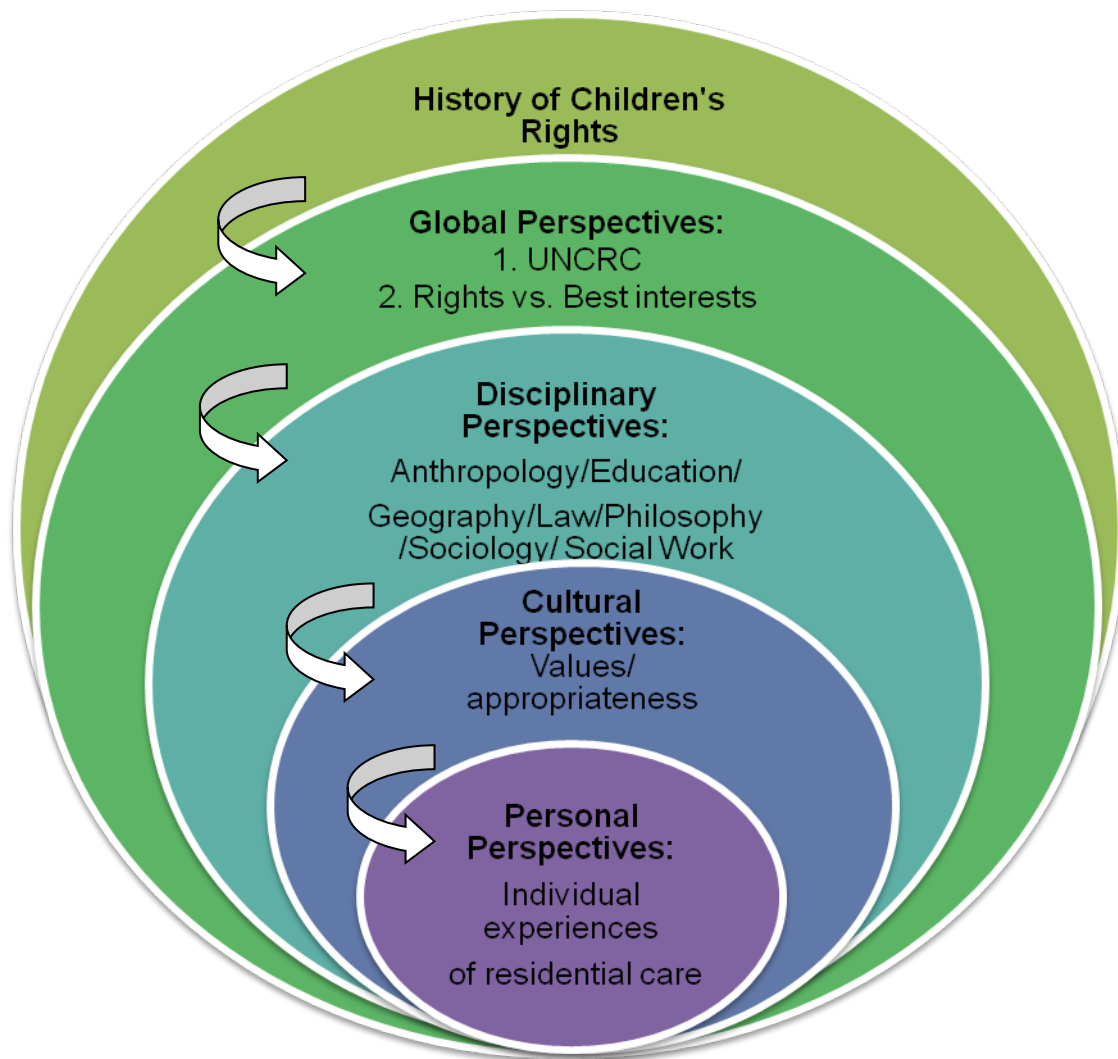 History of Children's
Rights
Global Perspectives:
1. UNCRC
2. Rights vs. Best interests
Disciplinary
Perspectives:
Anthropology/Education/
Geography/Law/Philosophy
/Sociology/ Social Work
Cultural
Perspectives:
Values/
appropriateness
Personal
Perspectives:
Individual
experiences
of residential care